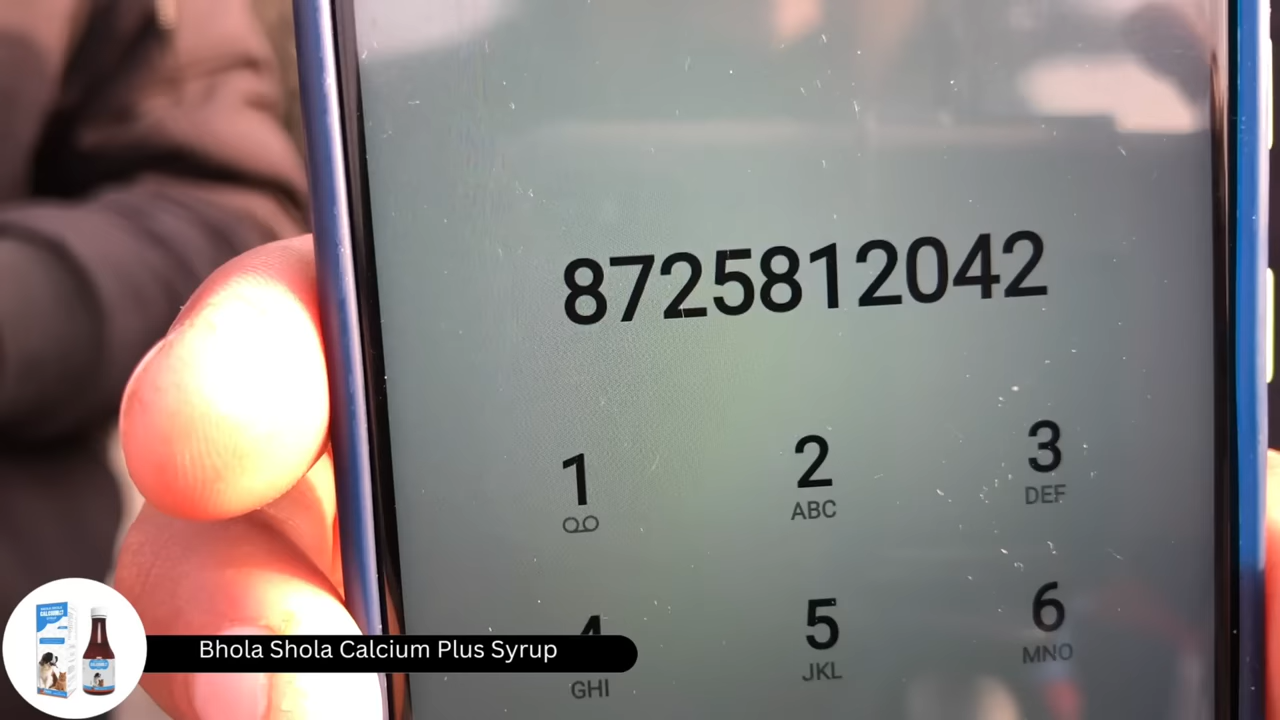 8725812042
1 2 3
ABC DEF
4 5 6
GHI JKL MNO
Bhola Shola Calcium Plus Syrup